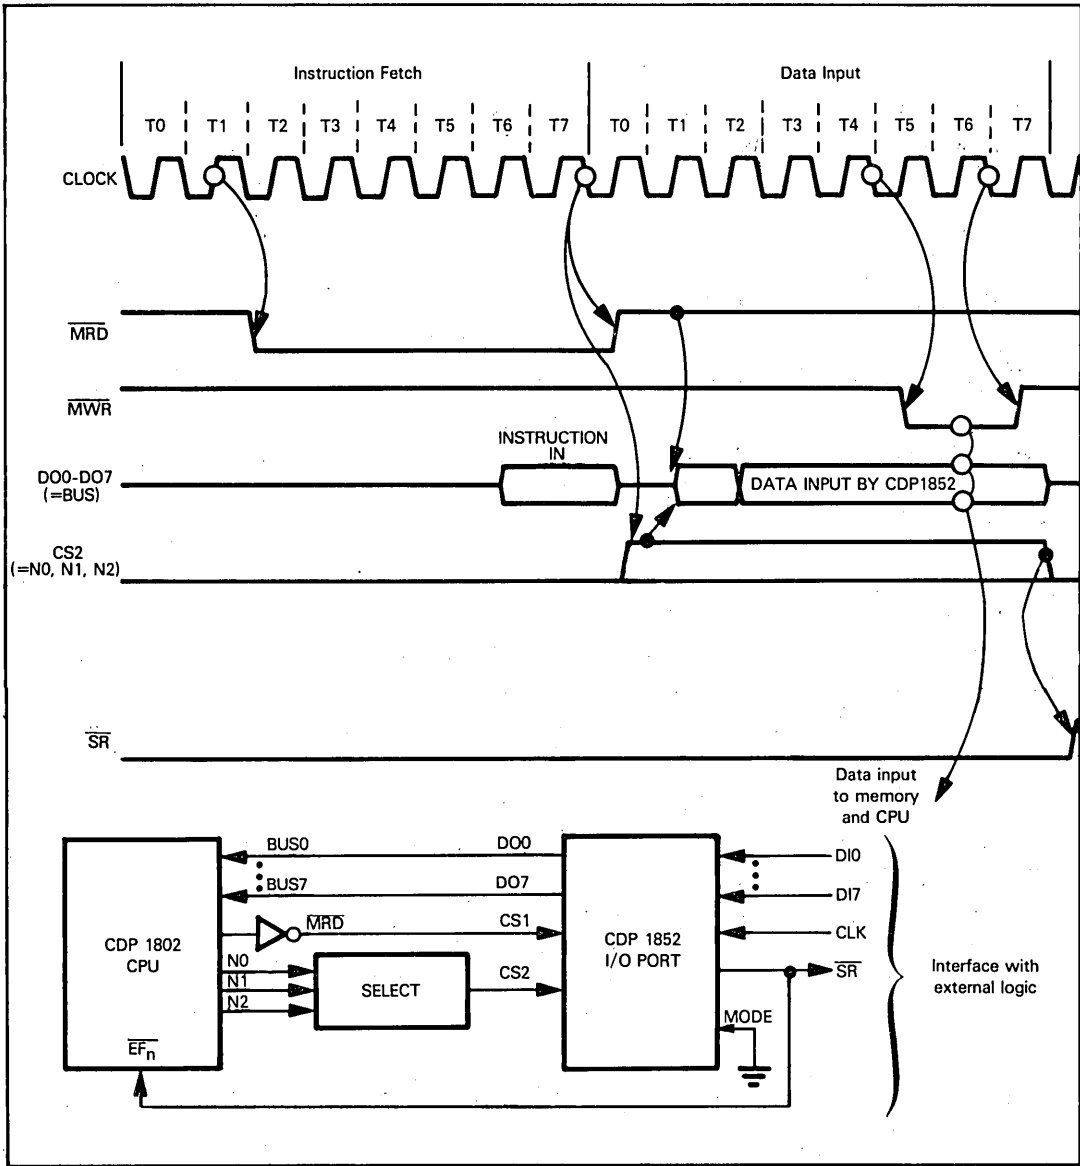 Instruction Fetch
Data Input
T0 T1 T2 T3 T4 T5 T6 T7 T0 T1 T2 T3 T4 T5 T6 T7
CLOCK
MRD
MWR
INSTRUCTION
IN
DO0-DO7
(=BUS)
DATA INPUT BY CDP1852
CS2
(=N0, N1, N2)
SR
Data input
to memory
and CPU
BUS0
DO0
DI0
BUS7
DO7
DI7
MRD
CS1
CLK
CDP 1802
CPU
CDP 1852
I/O PORT
N0
N1
N2
SELECT
CS2
SR
Interface with
external logic
MODE
EFn